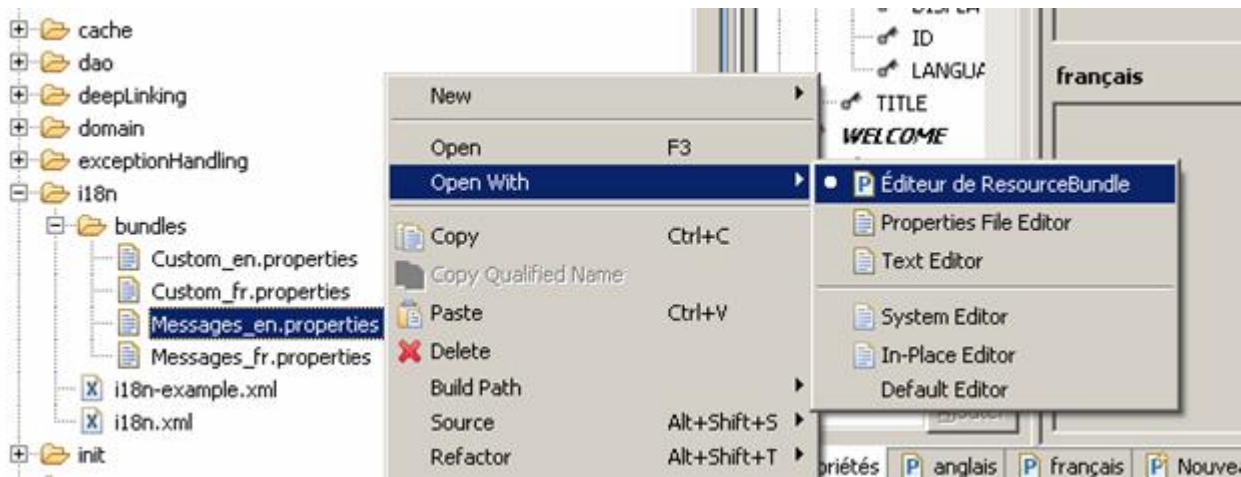 cache
dao
deepLinking
domain
exceptionHandling
i18n
bundles
Custom_en.properties
Custom_fr.properties
Messages_en.properties
Messages_fr.properties
i18n-example.xml
i18n.xml
init
New
Open F3
Open With
Copy Ctrl+C
Copy Qualified Name
Paste Ctrl+V
Delete
Build Path
Source Alt+Shift+S
Refactor Alt+Shift+T
ID
LANGUA
TITLE
WELCOME
français
Éditeur de ResourceBundle
Properties File Editor
Text Editor
System Editor
In-Place Editor
Default Editor
priétés
anglais
français
Nouvea